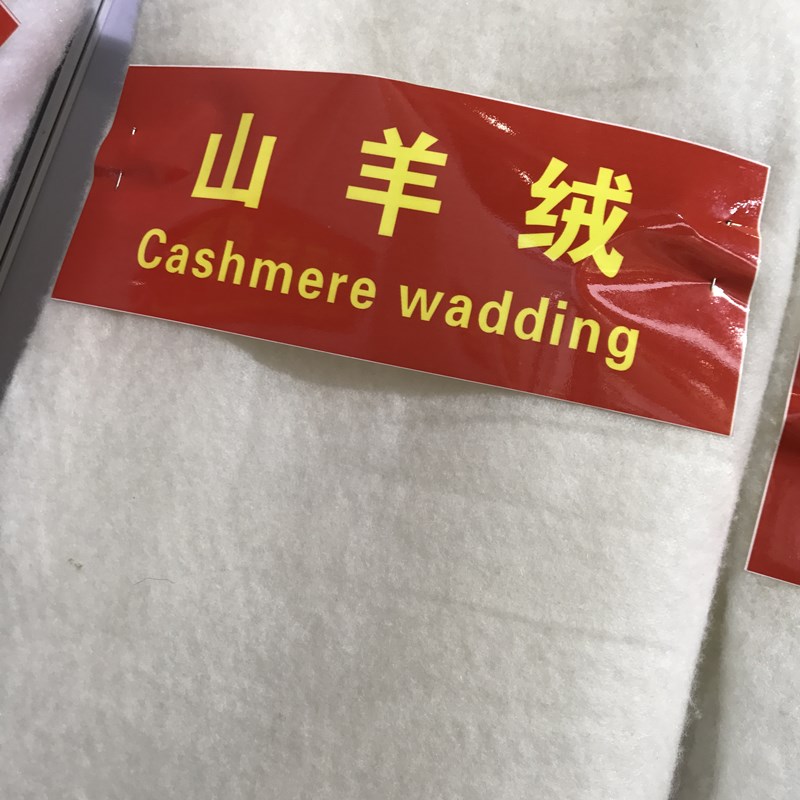 山羊绒
Cashmere wadding